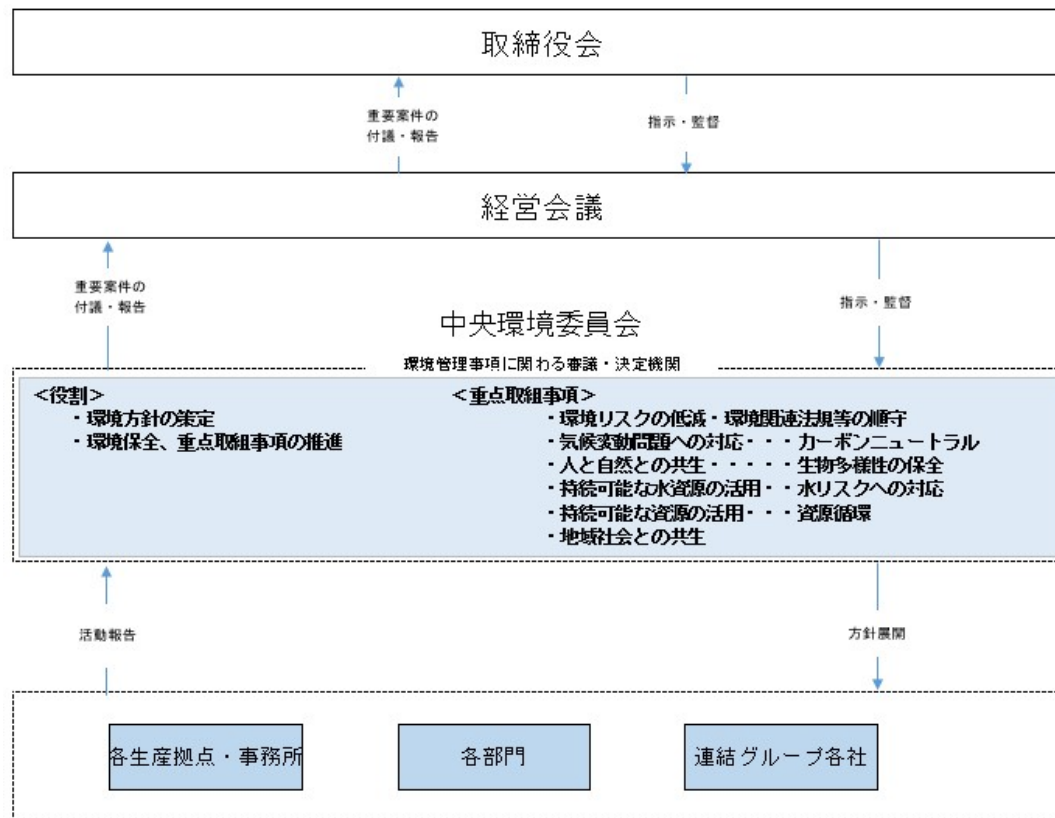 取締役会
重要案件の
付議・報告
指示・監督
経営会議
重要案件の
付議・報告
指示・監督
中央環境委員会
環境管理事項に関わる審議・決定機関
<役割>
・環境方針の策定
・環境保全、重点取組事項の推進
<重点取組事項>
・環境リスクの低減・環境関連法規等の順守
・気候変動問題への対応・・・カーボンニュートラル
・人と自然との共生・・・・・生物多様性の保全
・持続可能な水資源の活用・・水リスクへの対応
・持続可能な資源の活用・・・資源循環
・地域社会との共生
活動報告
方針展開
各生産拠点・事務所
各部門
連結グループ各社